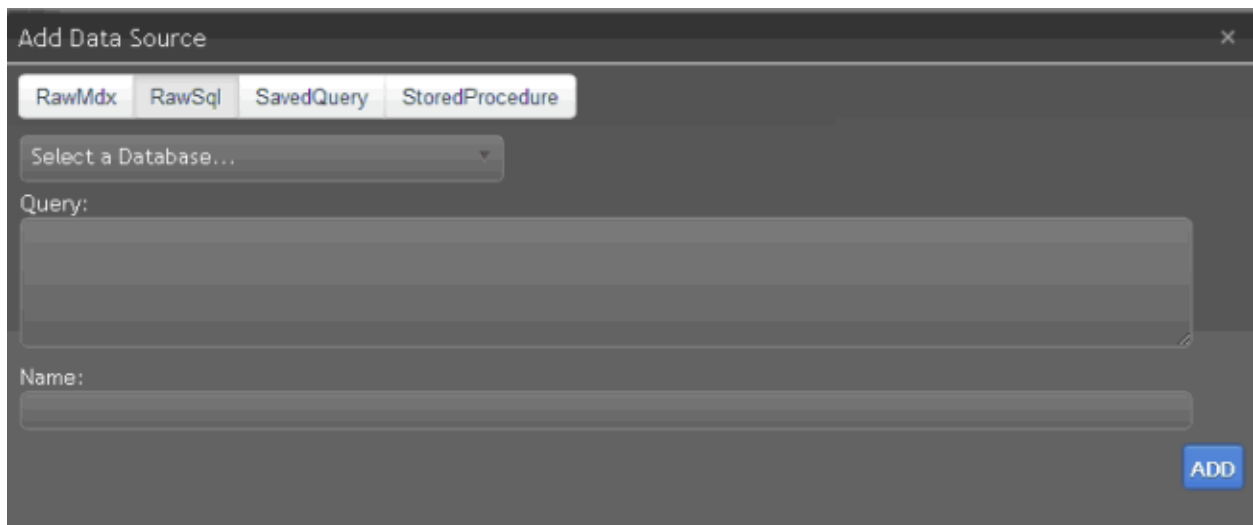 Add Data Source ×
RawMdx RawSql SavedQuery StoredProcedure
Select a Database...
Query:
Name:
ADD